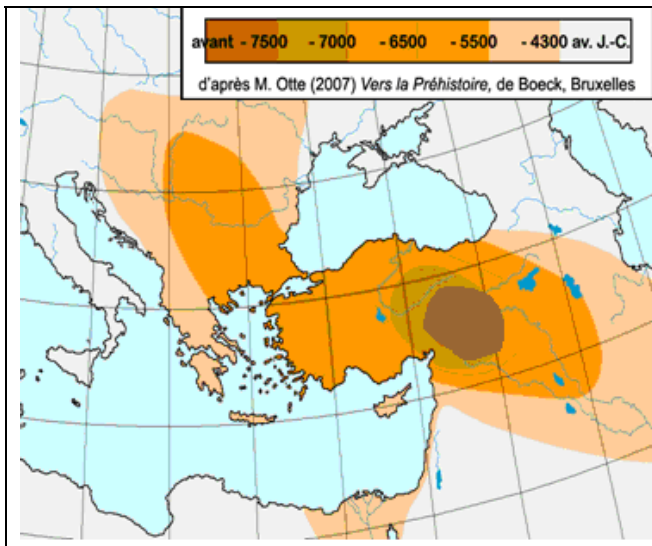 avant - 7500 - 7000 - 6500 - 5500 - 4300 av. J.-C.
d'après M. Otte (2007) Vers la Préhistoire, de Boeck, Bruxelles